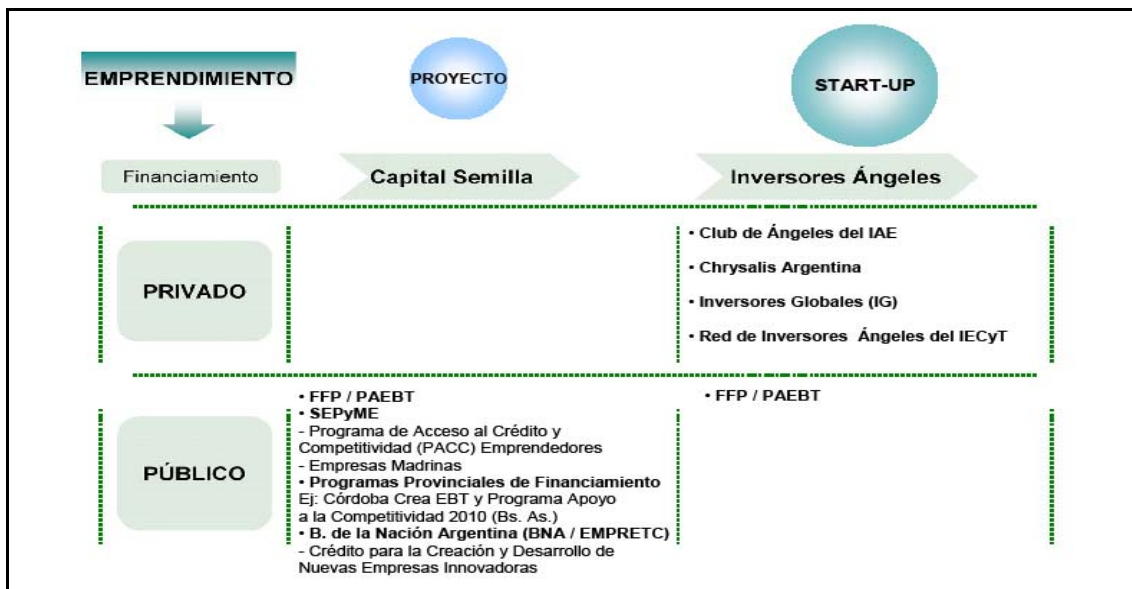 EMPRENDIMIENTO
PROYECTO
START-UP
Financiamiento
Capital Semilla
Inversores Ángeles
PRIVADO
• Club de Ángeles del IAE
• Chrysalis Argentina
• Inversores Globales (IG)
• Red de Inversores Ángeles del IECyT
PÚBLICO
• FFP / PAEBT
• SEPyME
- Programa de Acceso al Crédito y
Competitividad (PACC) Emprendedores
- Empresas Madrinas
• Programas Provinciales de Financiamiento
Ej: Córdoba Crea EBT y Programa Apoyo
a la Competitividad 2010 (Bs. As.)
• B. de la Nación Argentina (BNA / EMPRETC)
- Crédito para la Creación y Desarrollo de
Nuevas Empresas Innovadoras
• FFP / PAEBT